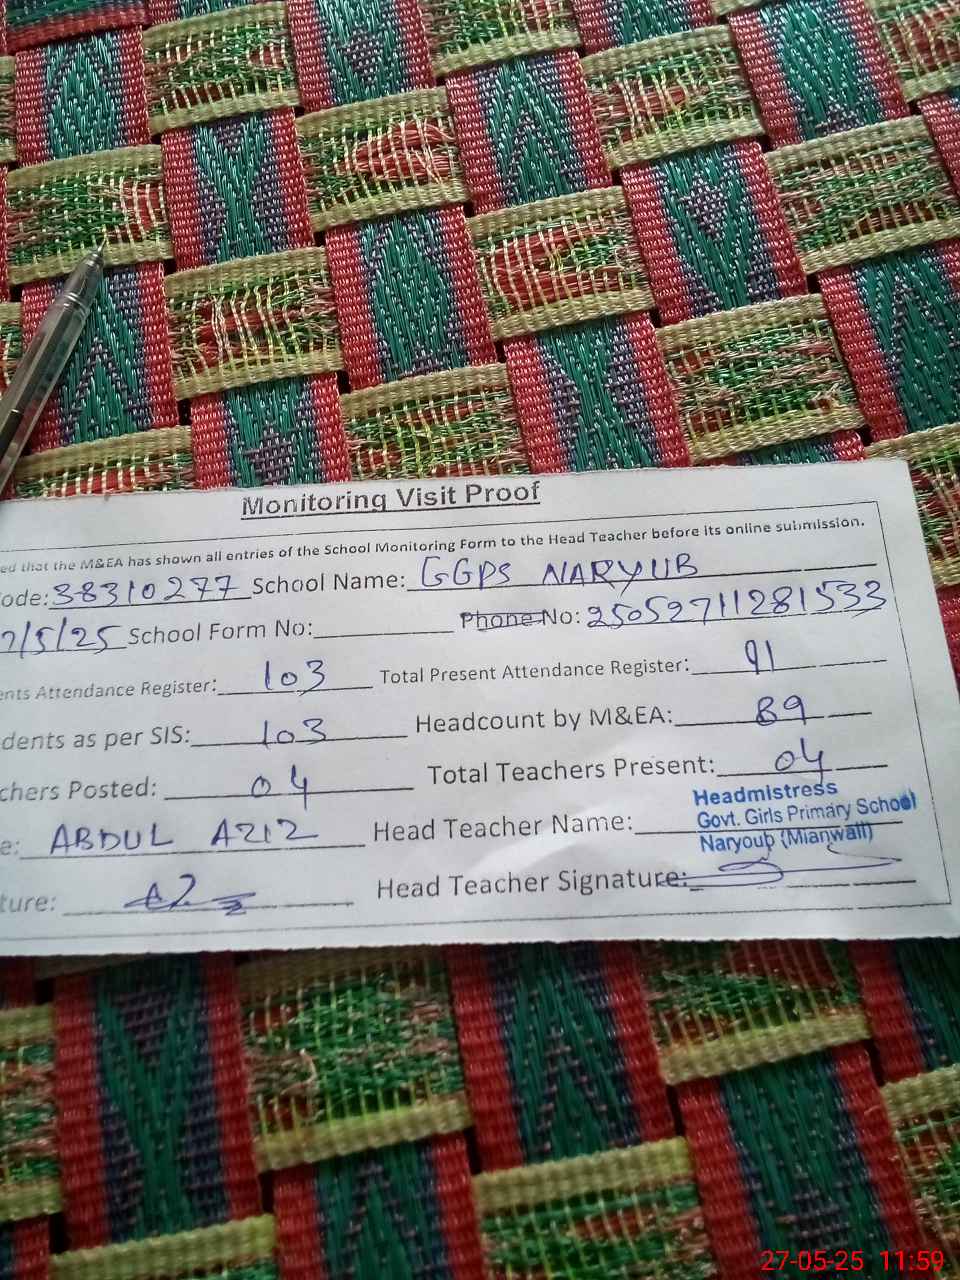 Monitoring Visit Proof
ed that the M&EA has shown all entries of the School Monitoring Form to the Head Teacher before its online submission.
ode: 38310277 School Name: GGPS NARYUB
7/5/25 School Form No: Phone No: 25052711281533
ents Attendance Register: 103 Total Present Attendance Register: 91
dents as per SIS: 103 Headcount by M&EA: 89
chers Posted: 04 Total Teachers Present: 04
e: ABDUL AZIZ Head Teacher Name: Headmistress
Govt. Girls Primary School
Naryoub (Mianwali)
ture: Head Teacher Signature:
27-05-25 11:59